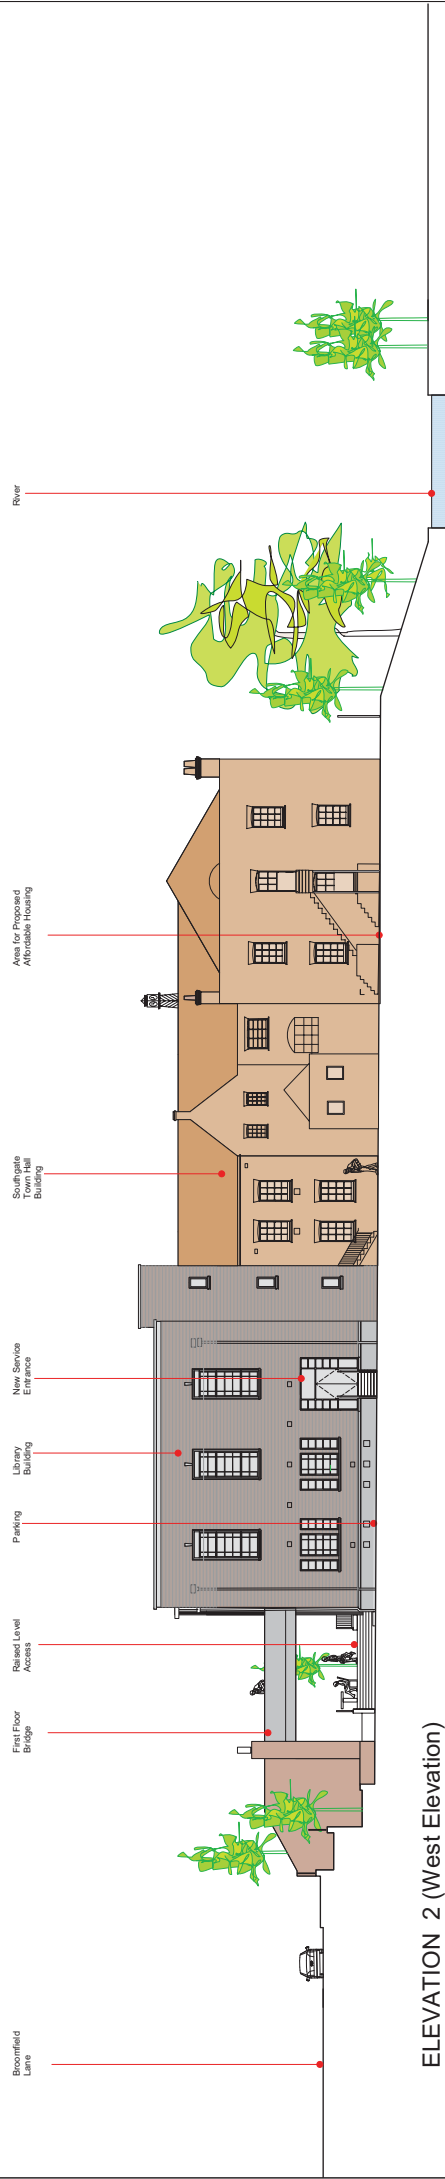 Broomfield
Lane
First Floor
Bridge
Raised Level
Access
Parking
Library
Building
New Service
Entrance
Southgate
Town Hall
Building
Area for Proposed
Affordable Housing
River
ELEVATION 2 (West Elevation)